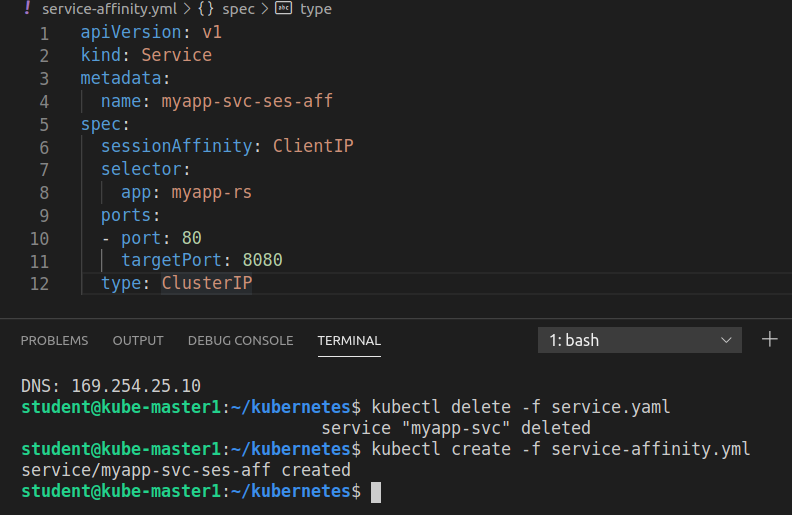 ! service-affinity.yml > {} spec > abc type
1 apiVersion: v1
2 kind: Service
3 metadata:
4   name: myapp-svc-ses-aff
5 spec:
6   sessionAffinity: ClientIP
7   selector:
8     app: myapp-rs
9   ports:
10   - port: 80
11     targetPort: 8080
12   type: ClusterIP
PROBLEMS OUTPUT DEBUG CONSOLE TERMINAL 1: bash
DNS: 169.254.25.10
student@kube-master1:~/kubernetes$ kubectl delete -f service.yaml
service "myapp-svc" deleted
student@kube-master1:~/kubernetes$ kubectl create -f service-affinity.yml
service/myapp-svc-ses-aff created
student@kube-master1:~/kubernetes$